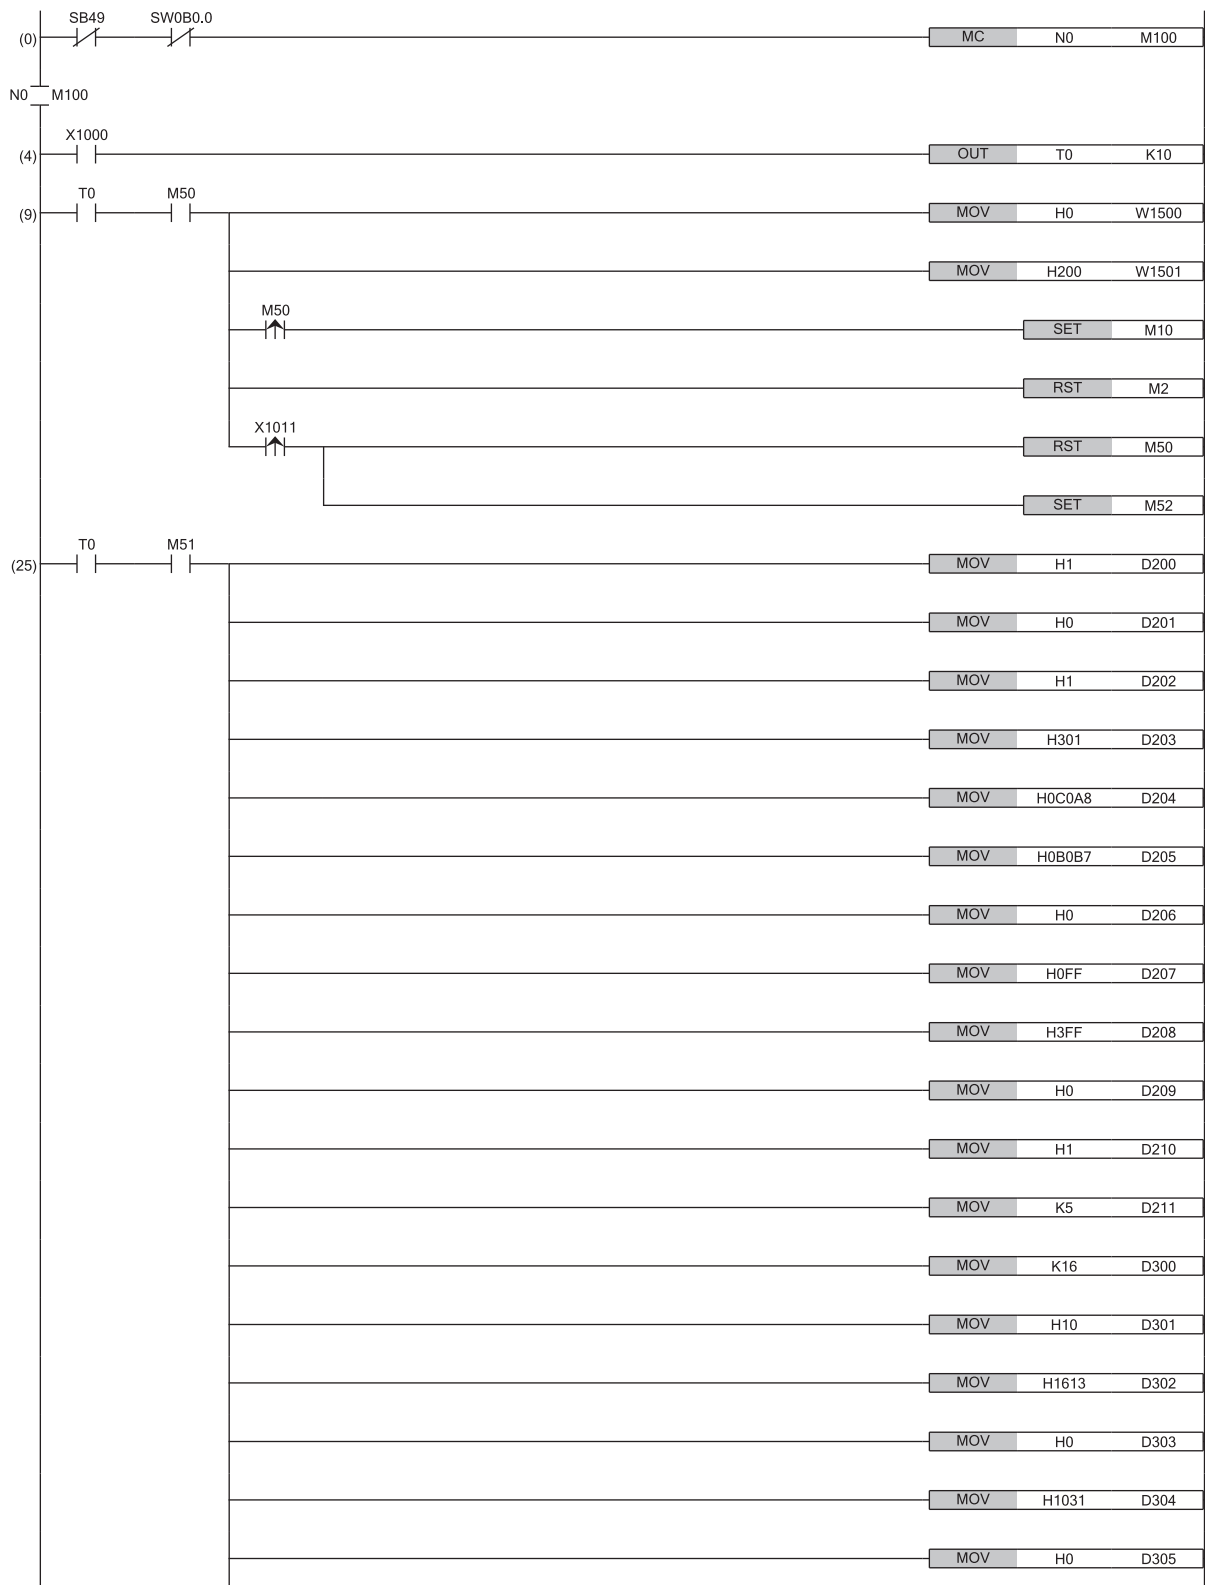 SB49 SW0B0.0
(0) MC N0 M100
N0 M100
X1000
(4) OUT T0 K10
T0 M50
(9) MOV H0 W1500
MOV H200 W1501
M50
SET M10
RST M2
X1011
RST M50
SET M52
T0 M51
(25) MOV H1 D200
MOV H0 D201
MOV H1 D202
MOV H301 D203
MOV H0C0A8 D204
MOV H0B0B7 D205
MOV H0 D206
MOV H0FF D207
MOV H3FF D208
MOV H0 D209
MOV H1 D210
MOV K5 D211
MOV K16 D300
MOV H10 D301
MOV H1613 D302
MOV H0 D303
MOV H1031 D304
MOV H0 D305